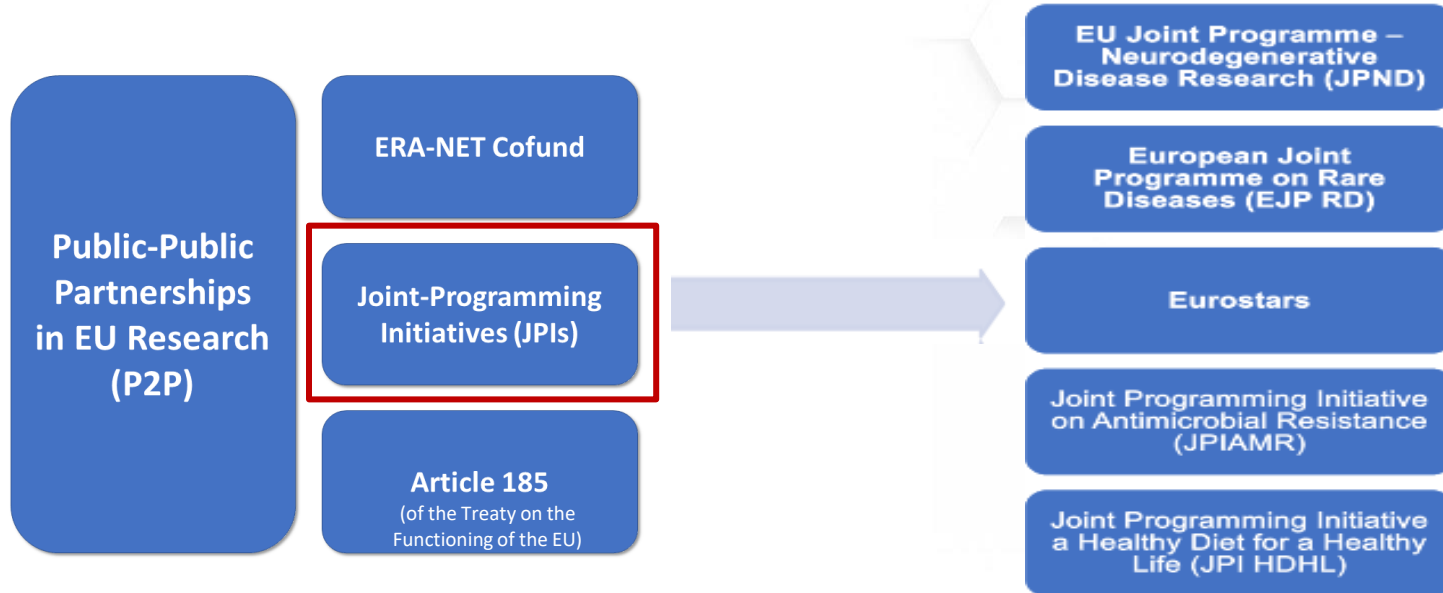 Public-Public
Partnerships
in EU Research
(P2P)
ERA-NET Cofund
Joint-Programming
Initiatives (JPIs)
Article 185
(of the Treaty on the
Functioning of the EU)
EU Joint Programme –
Neurodegenerative
Disease Research (JPND)
European Joint
Programme on Rare
Diseases (EJP RD)
Eurostars
Joint Programming Initiative
on Antimicrobial Resistance
(JPIAMR)
Joint Programming Initiative
a Healthy Diet for a Healthy
Life (JPI HDHL)